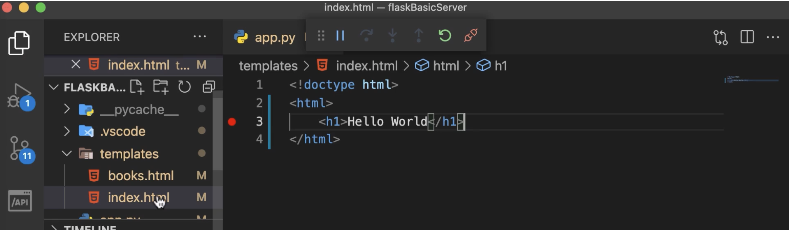 index.html — flaskBasicServer
EXPLORER
index.html t... M
FLASKBA...
__pycache__
.vscode
templates
books.html M
index.html M
TIMELINE
1
11
/API
app.py
templates > index.html > html > h1
1 <!doctype html>
2 <html>
3 <h1>Hello World</h1>
4 </html>